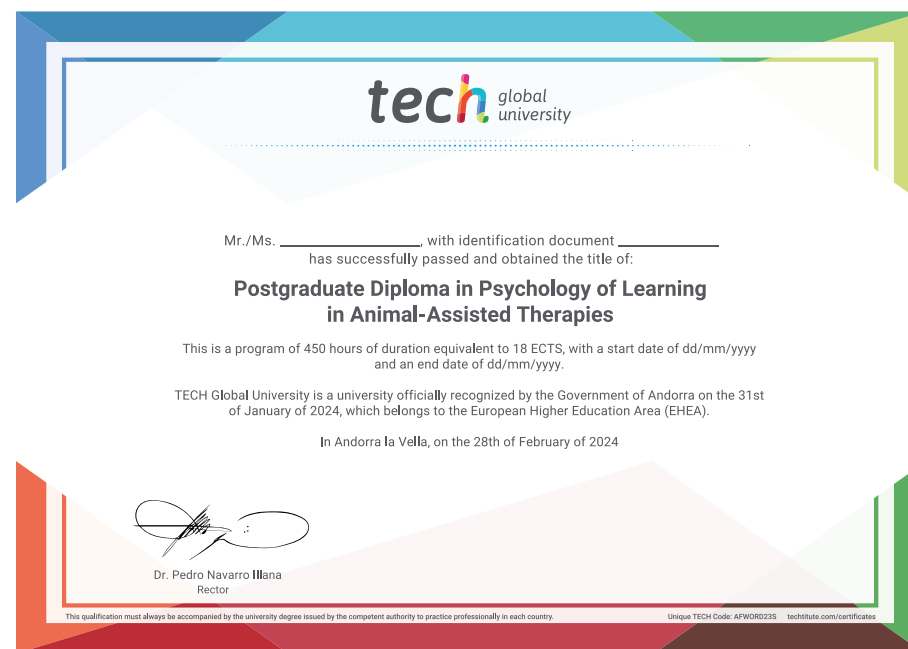 tech global university
Mr./Ms. ____________________, with identification document ______________
has successfully passed and obtained the title of:
Postgraduate Diploma in Psychology of Learning
in Animal-Assisted Therapies
This is a program of 450 hours of duration equivalent to 18 ECTS, with a start date of dd/mm/yyyy
and an end date of dd/mm/yyyy.
TECH Global University is a university officially recognized by the Government of Andorra on the 31st
of January of 2024, which belongs to the European Higher Education Area (EHEA).
In Andorra la Vella, on the 28th of February of 2024
Dr. Pedro Navarro Illana
Rector
This qualification must always be accompanied by the university degree issued by the competent authority to practice professionally in each country. Unique TECH Code: AFWORD23S techtitute.com/certificates